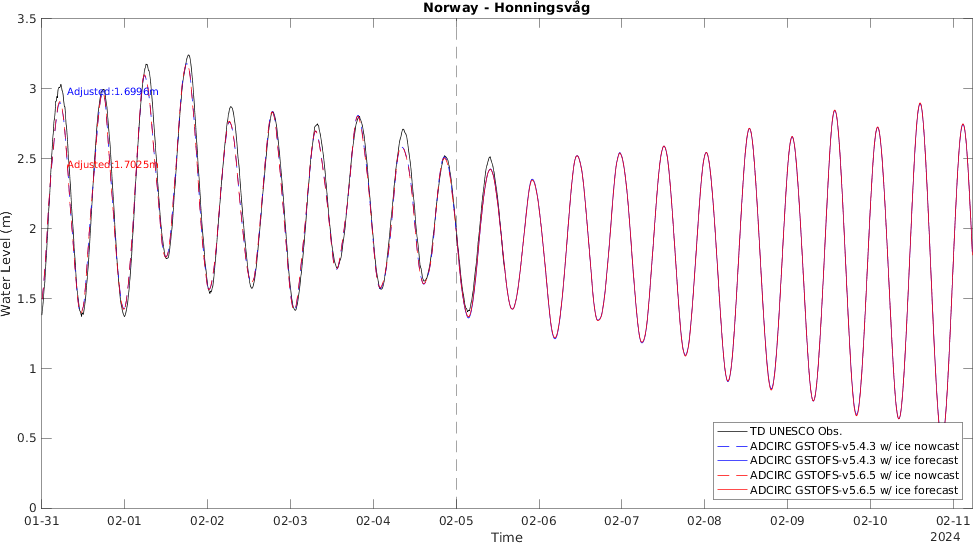 Norway - Honningsvåg
3.5
3
2.5
2
1.5
1
0.5
0
Water Level (m)
Adjusted:1.6996m
Adjusted:1.7025m
TD UNESCO Obs.
ADCIRC GSTOFS-v5.4.3 w/ ice nowcast
ADCIRC GSTOFS-v5.4.3 w/ ice forecast
ADCIRC GSTOFS-v5.6.5 w/ ice nowcast
ADCIRC GSTOFS-v5.6.5 w/ ice forecast
01-31 02-01 02-02 02-03 02-04 02-05 02-06 02-07 02-08 02-09 02-10 02-11
Time
2024